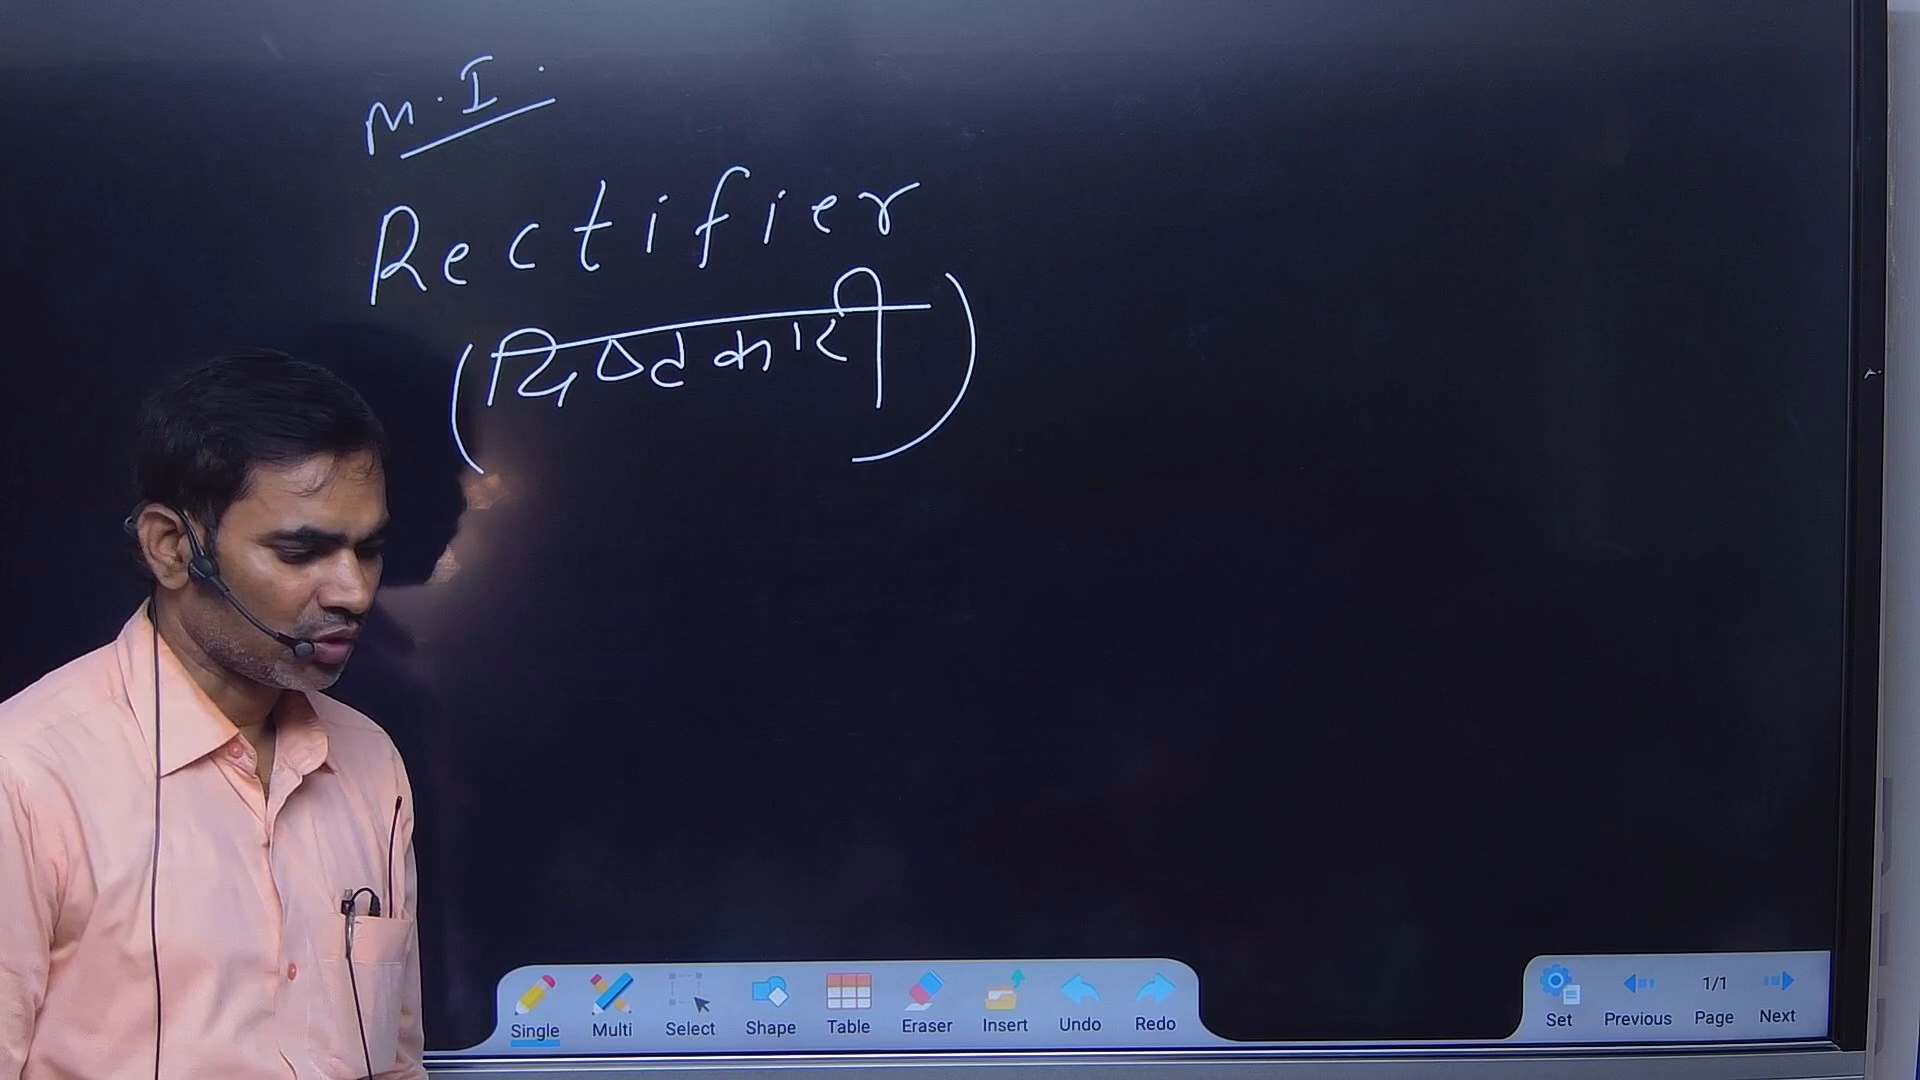 M.I.
Rectifier
(दिष्टकारी)
Single Multi Select Shape Table Eraser Insert Undo Redo
Set Previous 1/1 Page Next